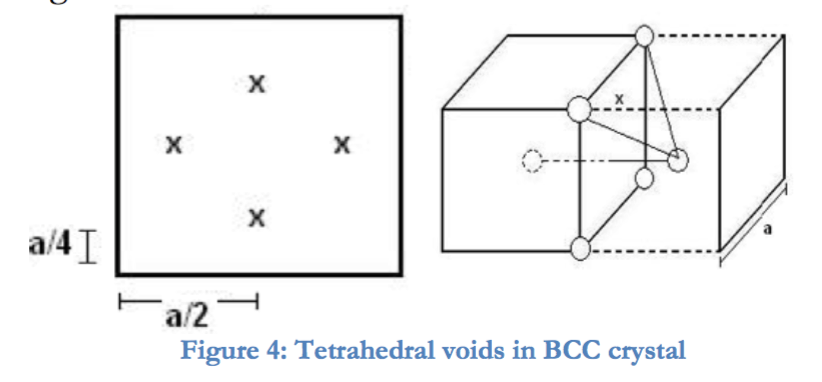 x
x x
x
a/4
a/2
x
a
Figure 4: Tetrahedral voids in BCC crystal